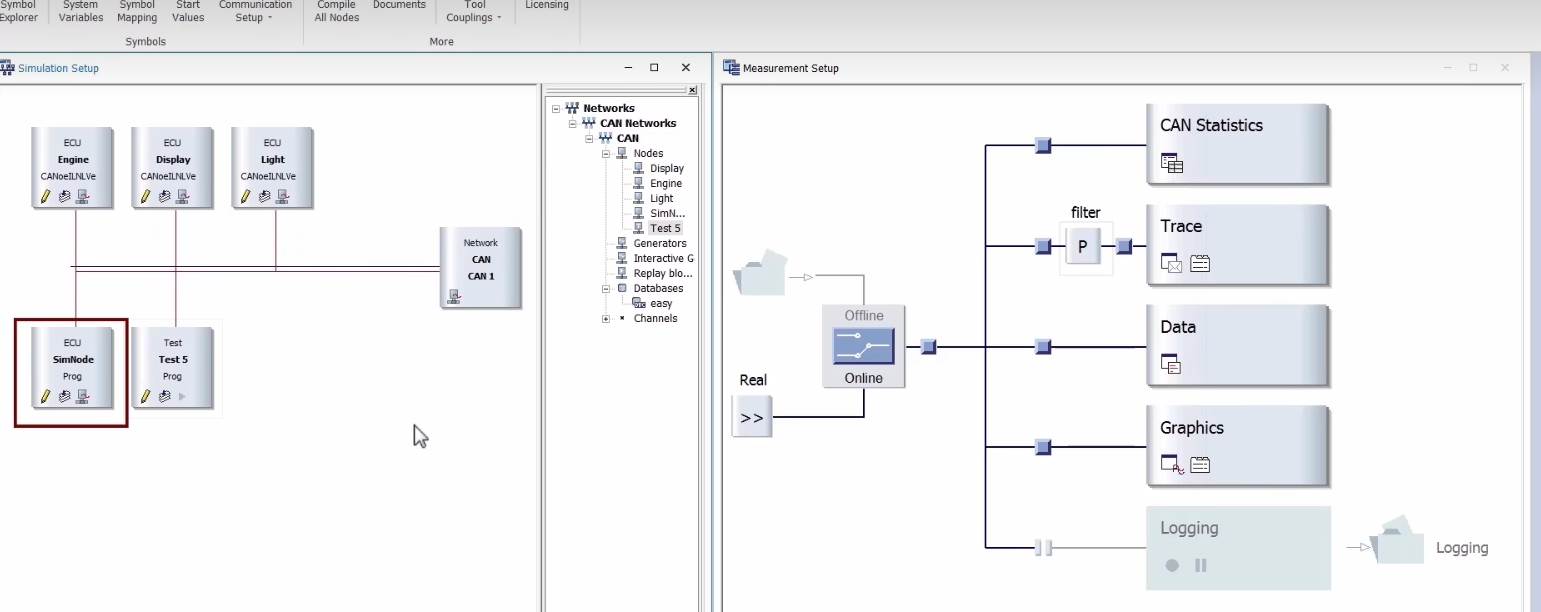 Symbol
Explorer
System
Variables
Symbol
Mapping
Start
Values
Communication
Setup
Compile
All Nodes
Documents
Tool
Couplings
Licensing
Symbols
More
Simulation Setup
ECU
Engine
CANoeILNLVe
ECU
Display
CANoeILNLVe
ECU
Light
CANoeILNLVe
Network
CAN
CAN 1
ECU
SimNode
Prog
Test
Test 5
Prog
Networks
CAN Networks
CAN
Nodes
Display
Engine
Light
SimN...
Test 5
Generators
Interactive G
Replay blo...
Databases
easy
Channels
Measurement Setup
Offline
Online
Real
>>
CAN Statistics
filter
P
Trace
Data
Graphics
Logging
Logging